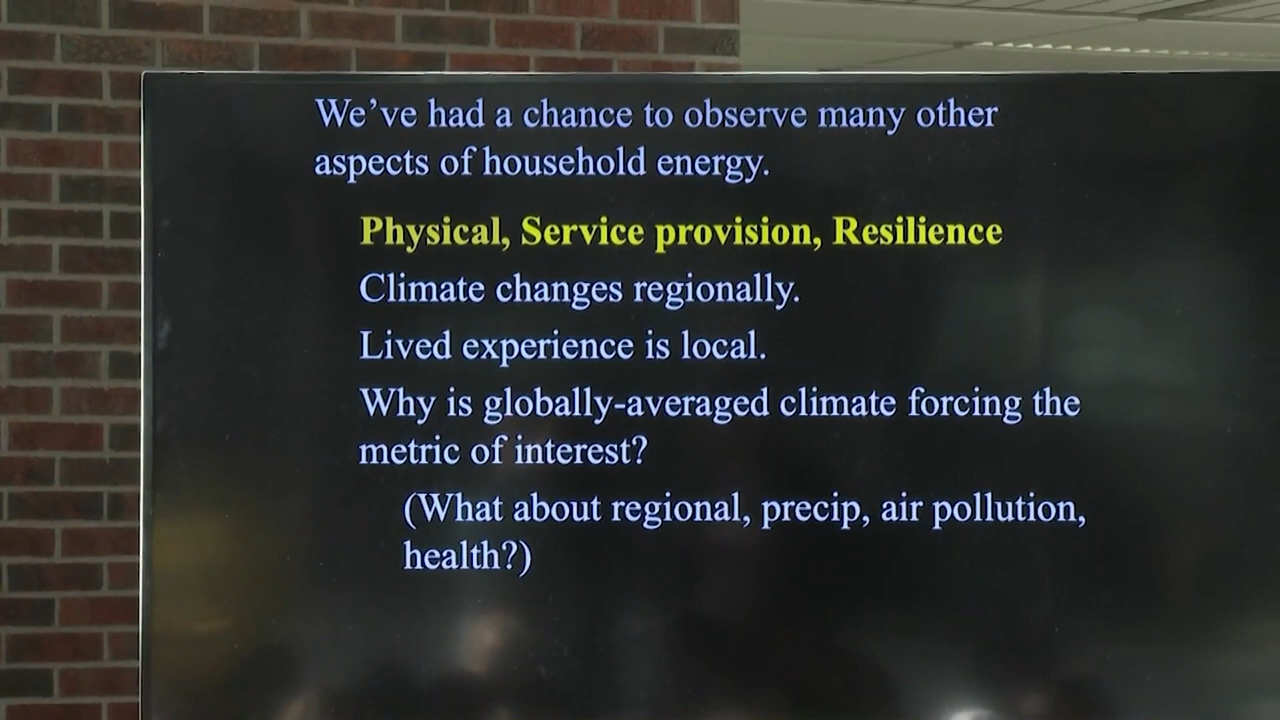 We’ve had a chance to observe many other
aspects of household energy.
Physical, Service provision, Resilience
Climate changes regionally.
Lived experience is local.
Why is globally-averaged climate forcing the
metric of interest?
(What about regional, precip, air pollution,
health?)